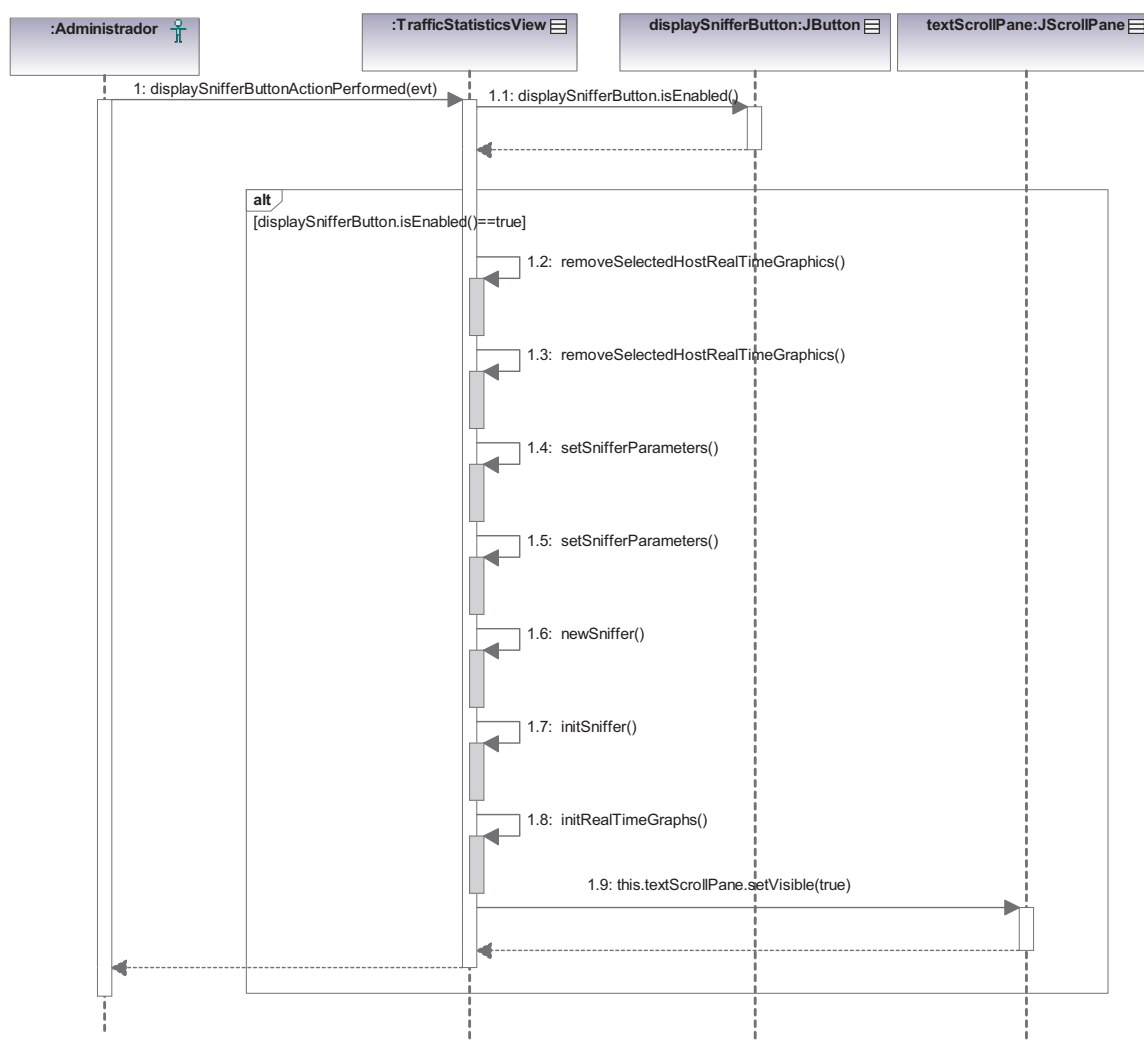 :Administrador
:TrafficStatisticsView
displaySnifferButton:JButton
textScrollPane:JScrollPane
1: displaySnifferButtonActionPerformed(evt)
1.1: displaySnifferButton.isEnabled()
alt
[displaySnifferButton.isEnabled()==true]
1.2: removeSelectedHostRealTimeGraphics()
1.3: removeSelectedHostRealTimeGraphics()
1.4: setSnifferParameters()
1.5: setSnifferParameters()
1.6: newSniffer()
1.7: initSniffer()
1.8: initRealTimeGraphs()
1.9: this.textScrollPane.setVisible(true)